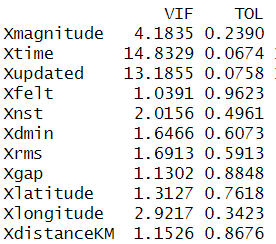 VIF TOL
Xmagnitude 4.1835 0.2390
Xtime 14.8329 0.0674
Xupdated 13.1855 0.0758
Xfelt 1.0391 0.9623
Xnst 2.0156 0.4961
Xdmin 1.6466 0.6073
Xrms 1.6913 0.5913
Xgap 1.1302 0.8848
Xlatitude 1.3127 0.7618
Xlongitude 2.9217 0.3423
XdistanceKM 1.1526 0.8676